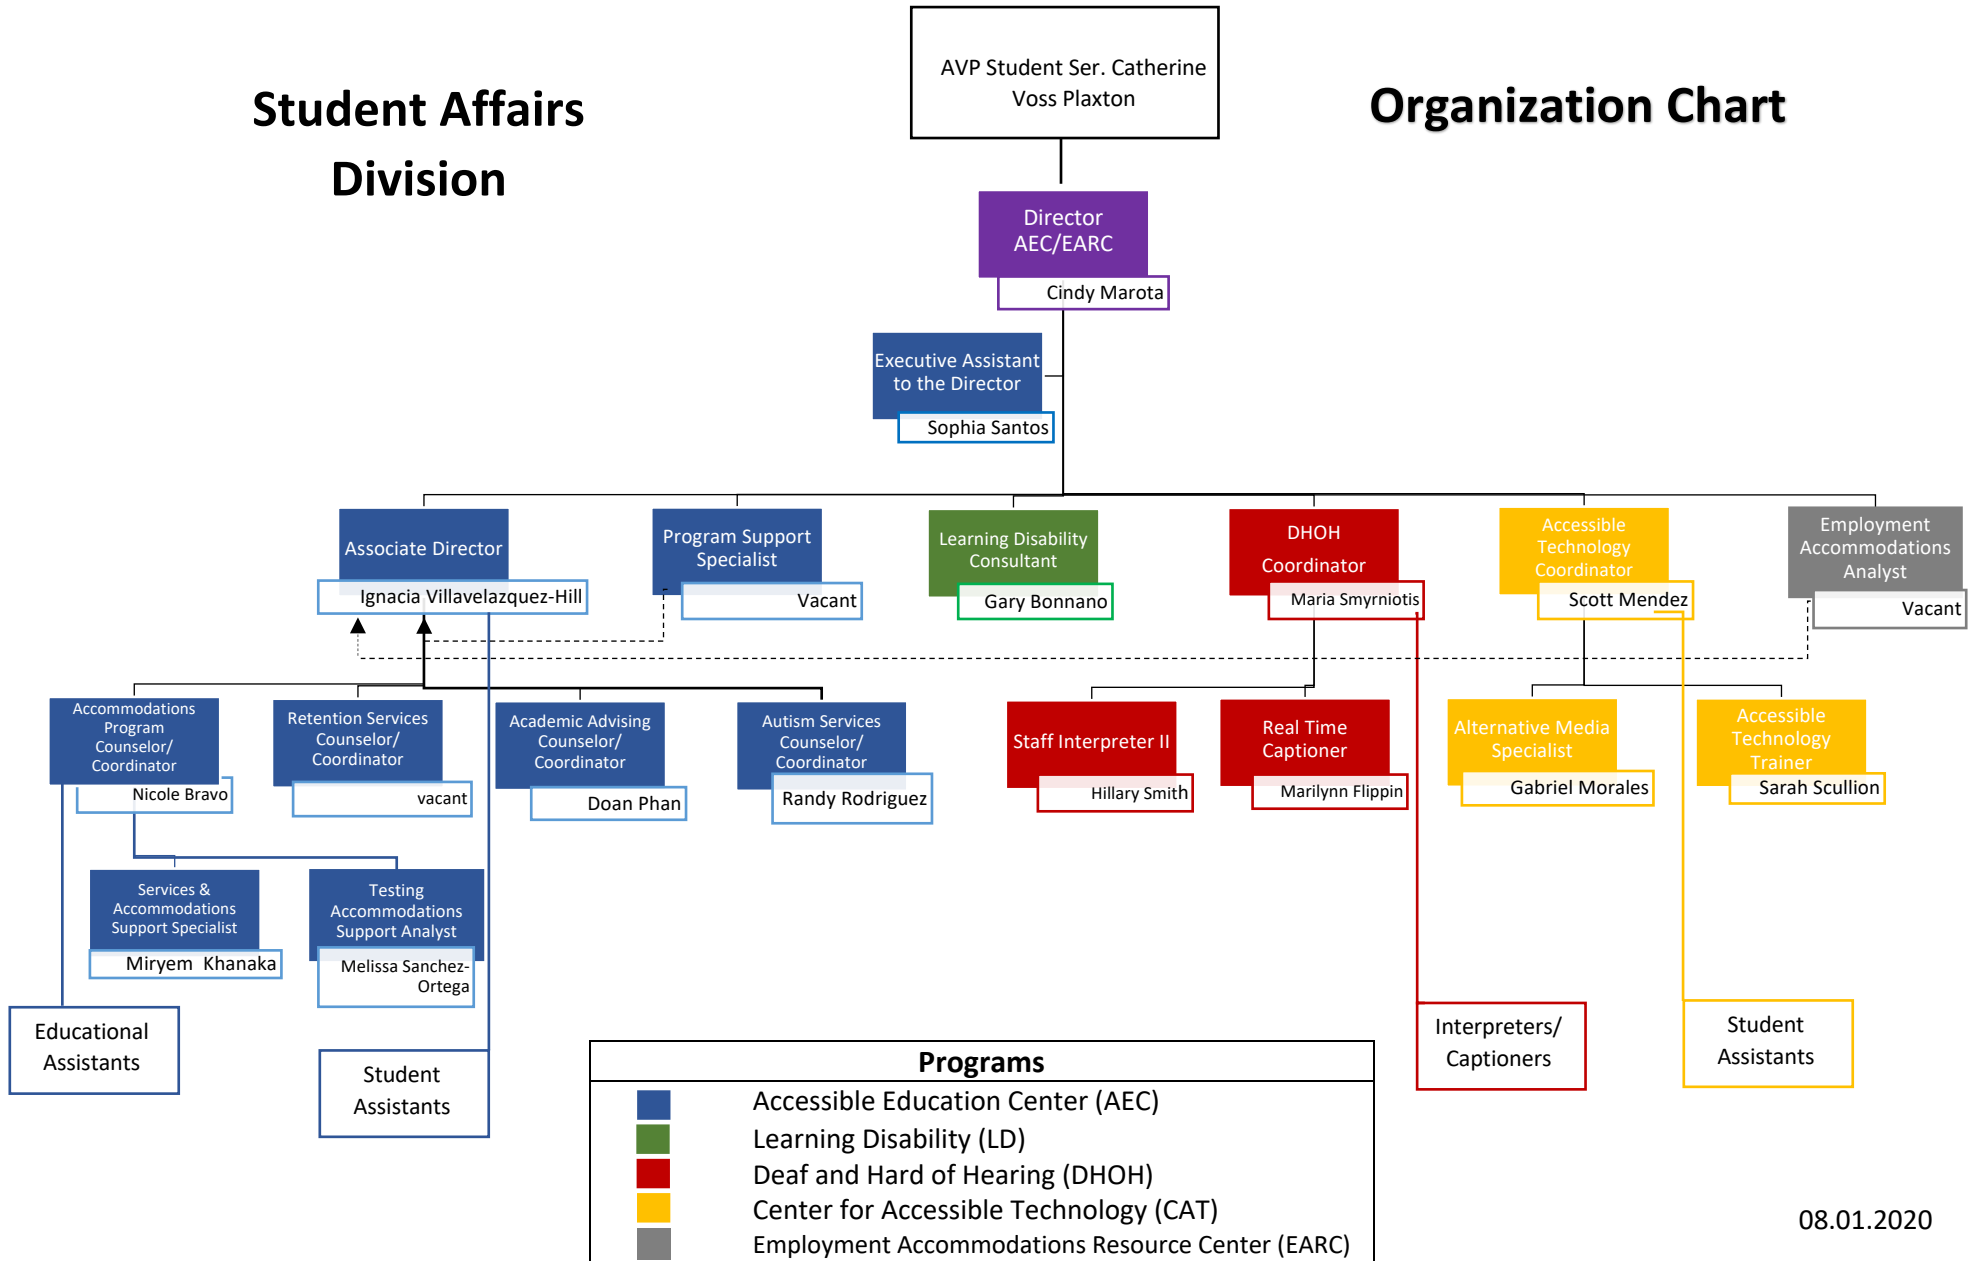 Student Affairs
Division
AVP Student Ser. Catherine
Voss Plaxton
Organization Chart
Director
AEC/EARC
Cindy Marota
Executive Assistant
to the Director
Sophia Santos
Associate Director
Ignacia Villavelazquez-Hill
Program Support
Specialist
Vacant
Learning Disability
Consultant
Gary Bonnano
DHOH
Coordinator
Maria Smyrniotis
Accessible
Technology
Coordinator
Scott Mendez
Employment
Accommodations
Analyst
Vacant
Accommodations
Program
Counselor/
Coordinator
Nicole Bravo
Retention Services
Counselor/
Coordinator
vacant
Academic Advising
Counselor/
Coordinator
Doan Phan
Autism Services
Counselor/
Coordinator
Randy Rodriguez
Staff Interpreter II
Hillary Smith
Real Time
Captioner
Marilynn Flippin
Alternative Media
Specialist
Gabriel Morales
Accessible
Technology
Trainer
Sarah Scullion
Services &
Accommodations
Support Specialist
Miryem Khanaka
Testing
Accommodations
Support Analyst
Melissa Sanchez-
Ortega
Educational
Assistants
Student
Assistants
Interpreters/
Captioners
Student
Assistants
Programs
Accessible Education Center (AEC)
Learning Disability (LD)
Deaf and Hard of Hearing (DHOH)
Center for Accessible Technology (CAT)
Employment Accommodations Resource Center (EARC)
08.01.2020